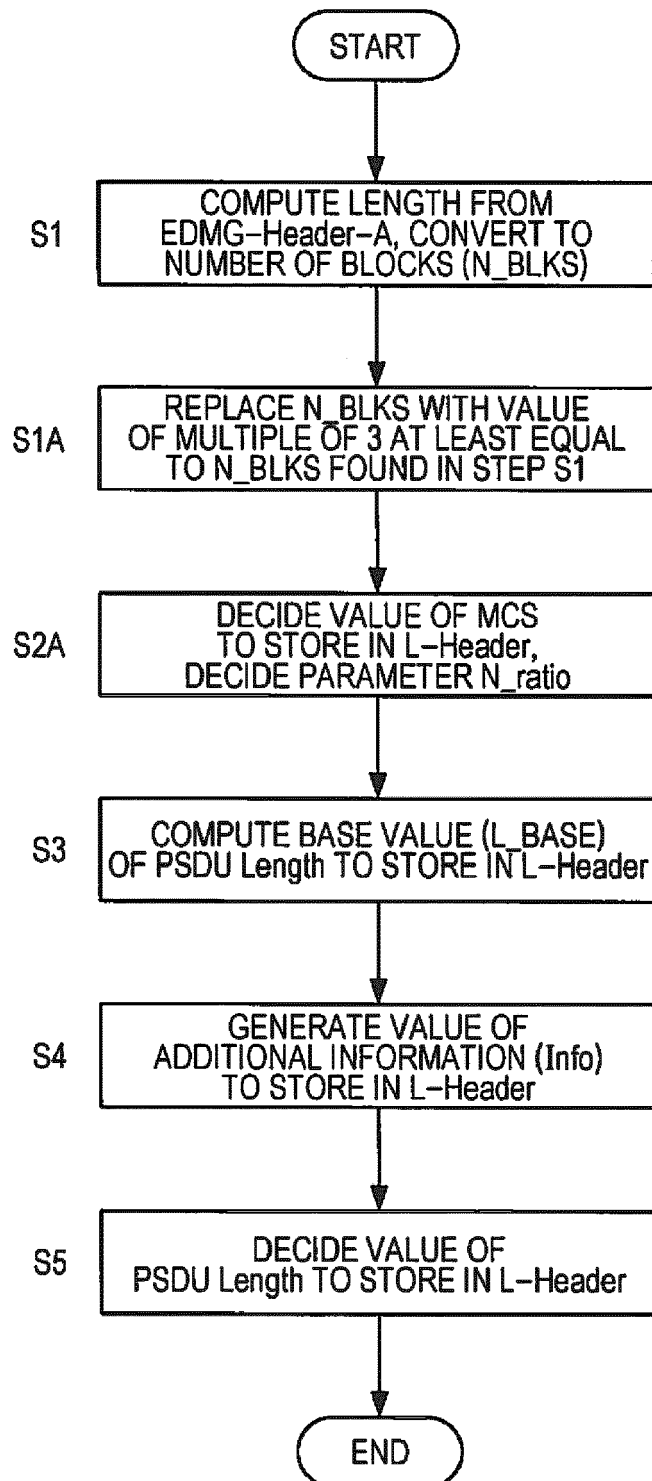 START
S1
COMPUTE LENGTH FROM
EDMG-Header-A, CONVERT TO
NUMBER OF BLOCKS (N_BLKS)
S1A
REPLACE N_BLKS WITH VALUE
OF MULTIPLE OF 3 AT LEAST EQUAL
TO N_BLKS FOUND IN STEP S1
S2A
DECIDE VALUE OF MCS
TO STORE IN L-Header,
DECIDE PARAMETER N_ratio
S3
COMPUTE BASE VALUE (L_BASE)
OF PSDU Length TO STORE IN L-Header
S4
GENERATE VALUE OF
ADDITIONAL INFORMATION (Info)
TO STORE IN L-Header
S5
DECIDE VALUE OF
PSDU Length TO STORE IN L-Header
END